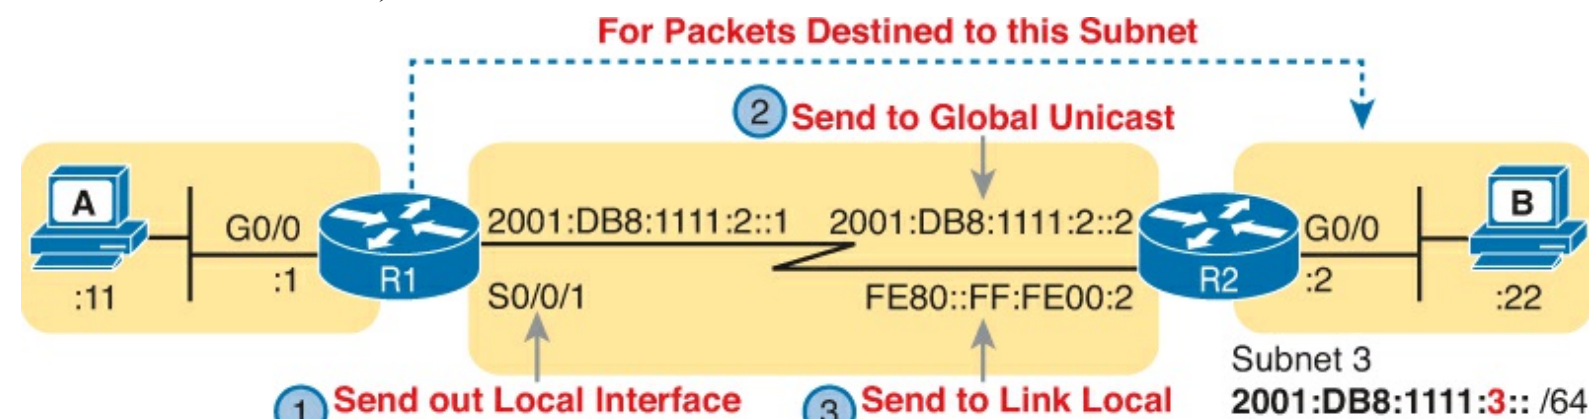 For Packets Destined to this Subnet
2 Send to Global Unicast
A
G0/0
:1
:11
R1
2001:DB8:1111:2::1
2001:DB8:1111:2::2
S0/0/1
FE80::FF:FE00:2
R2
G0/0
:2
B
:22
1 Send out Local Interface
3 Send to Link Local
Subnet 3
2001:DB8:1111:3:: /64